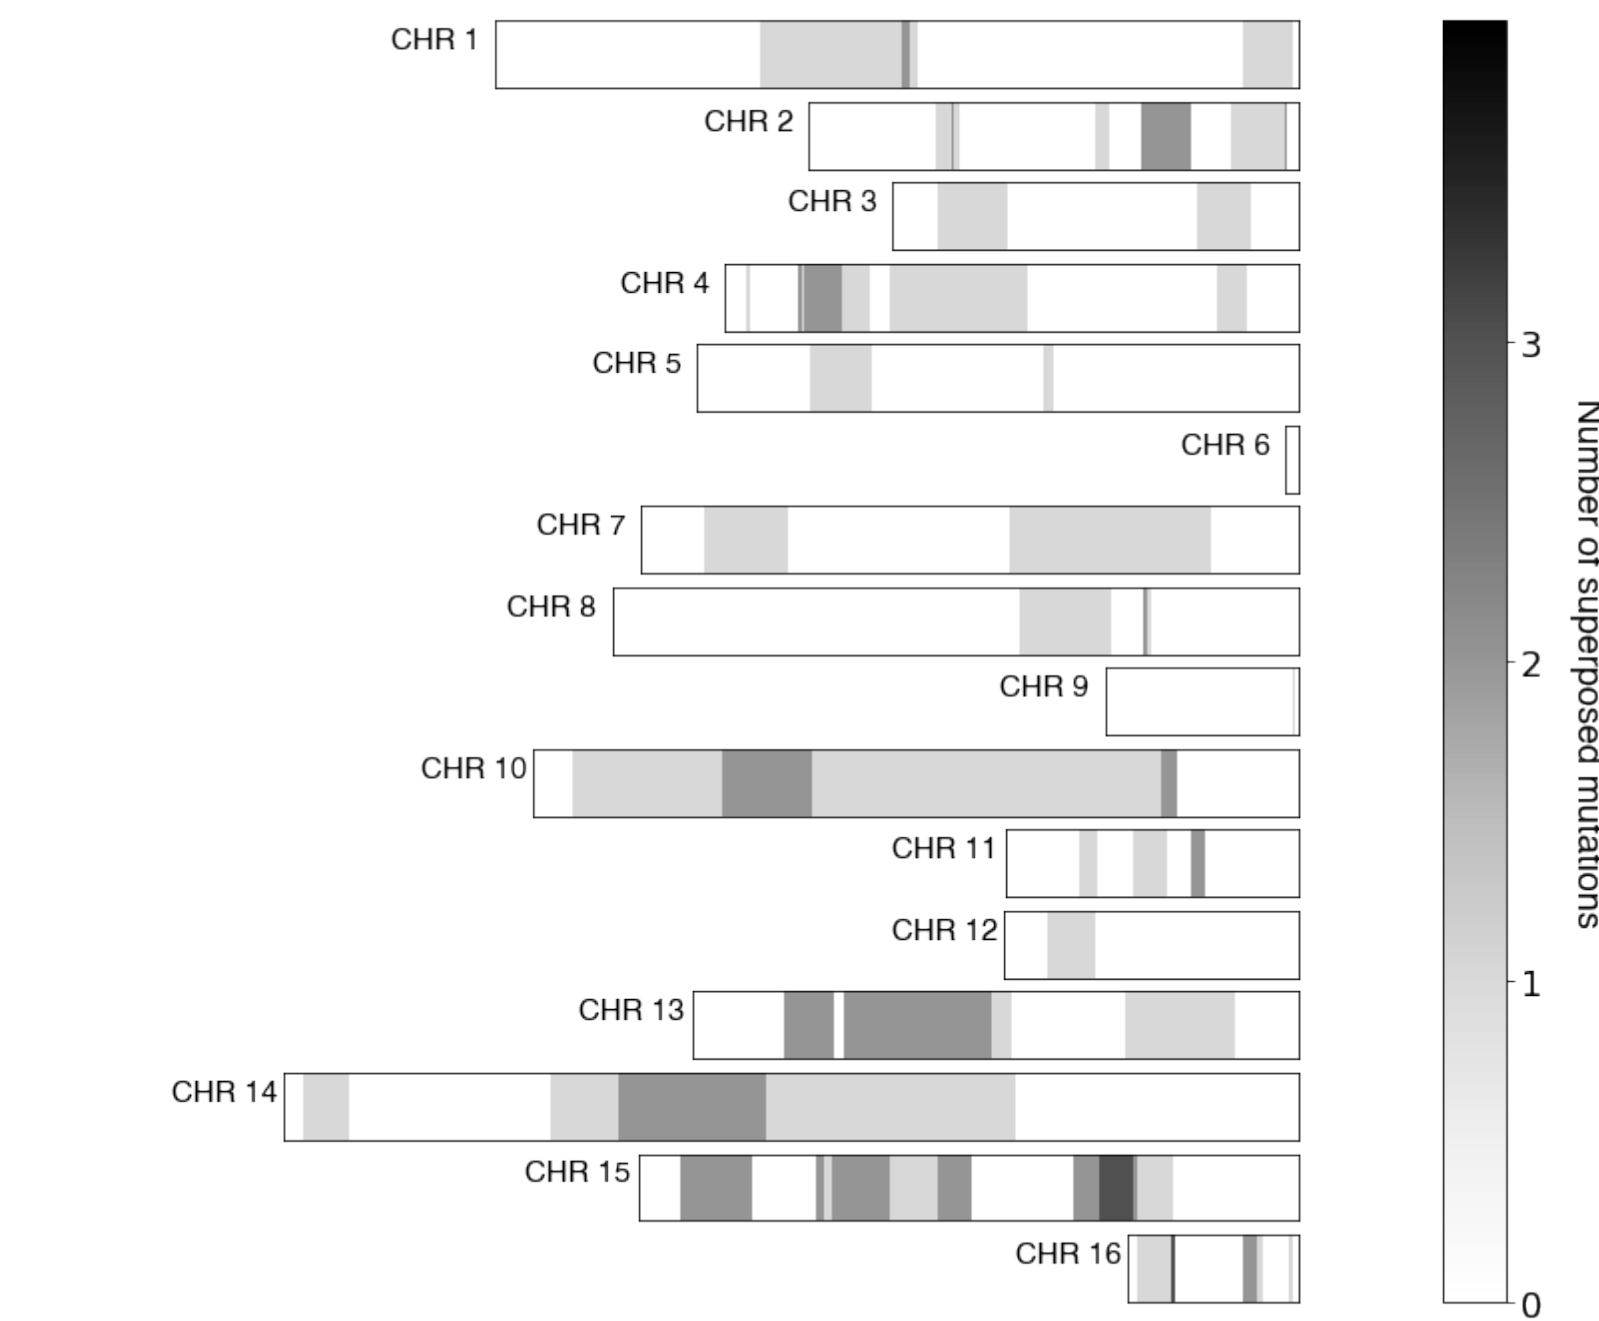 CHR 1
CHR 2
CHR 3
CHR 4
CHR 5
CHR 6
CHR 7
CHR 8
CHR 9
CHR 10
CHR 11
CHR 12
CHR 13
CHR 14
CHR 15
CHR 16
3
2
1
0
Number of superposed mutations